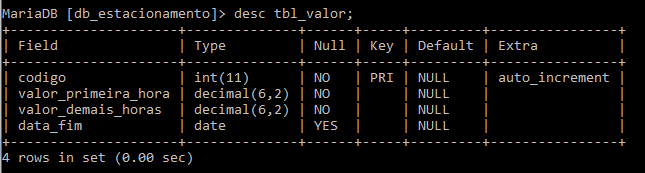 MariaDB [db_estacionamento]> desc tbl_valor;
+---------------------+--------------+------+-----+---------+----------------+
| Field               | Type         | Null | Key | Default | Extra          |
+---------------------+--------------+------+-----+---------+----------------+
| codigo              | int(11)      | NO   | PRI | NULL    | auto_increment |
| valor_primeira_hora | decimal(6,2) | NO   |     | NULL    |                |
| valor_demais_horas  | decimal(6,2) | NO   |     | NULL    |                |
| data_fim            | date         | YES  |     | NULL    |                |
+---------------------+--------------+------+-----+---------+----------------+
4 rows in set (0.00 sec)